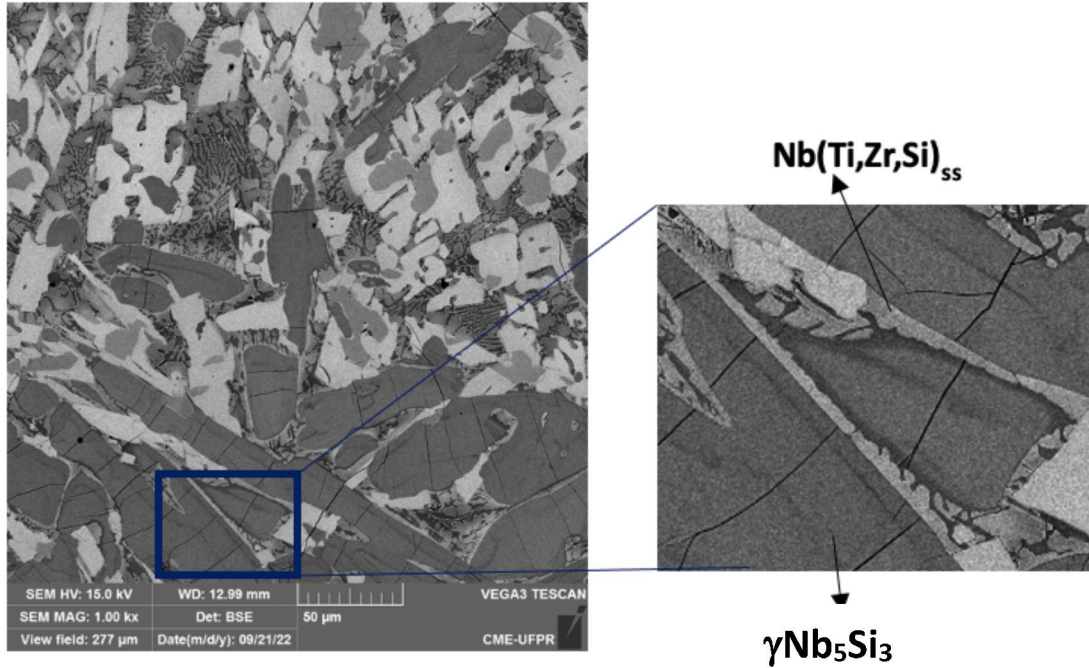 Nb(Ti,Zr,Si)ss
SEM HV: 15.0 kV WD: 12.99 mm VEGA3 TESCAN
SEM MAG: 1.00 kx Det: BSE 50 µm
View field: 277 µm Date(m/d/y): 09/21/22 CME-UFPR
γNb5Si3